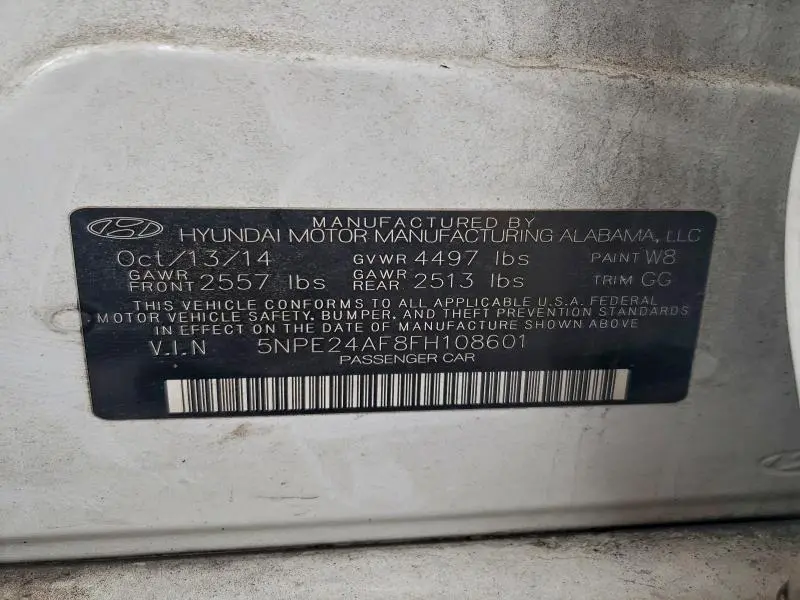 MANUFACTURED BY
HYUNDAI MOTOR MANUFACTURING ALABAMA, LLC
Oct/13/14 GVWR 4497 lbs PAINT W8
GAWR FRONT 2557 lbs GAWR REAR 2513 lbs TRIM GG
THIS VEHICLE CONFORMS TO ALL APPLICABLE U.S.A. FEDERAL
MOTOR VEHICLE SAFETY, BUMPER, AND THEFT PREVENTION STANDARDS
IN EFFECT ON THE DATE OF MANUFACTURE SHOWN ABOVE.
V.I.N 5NPE24AF8FH108601
PASSENGER CAR